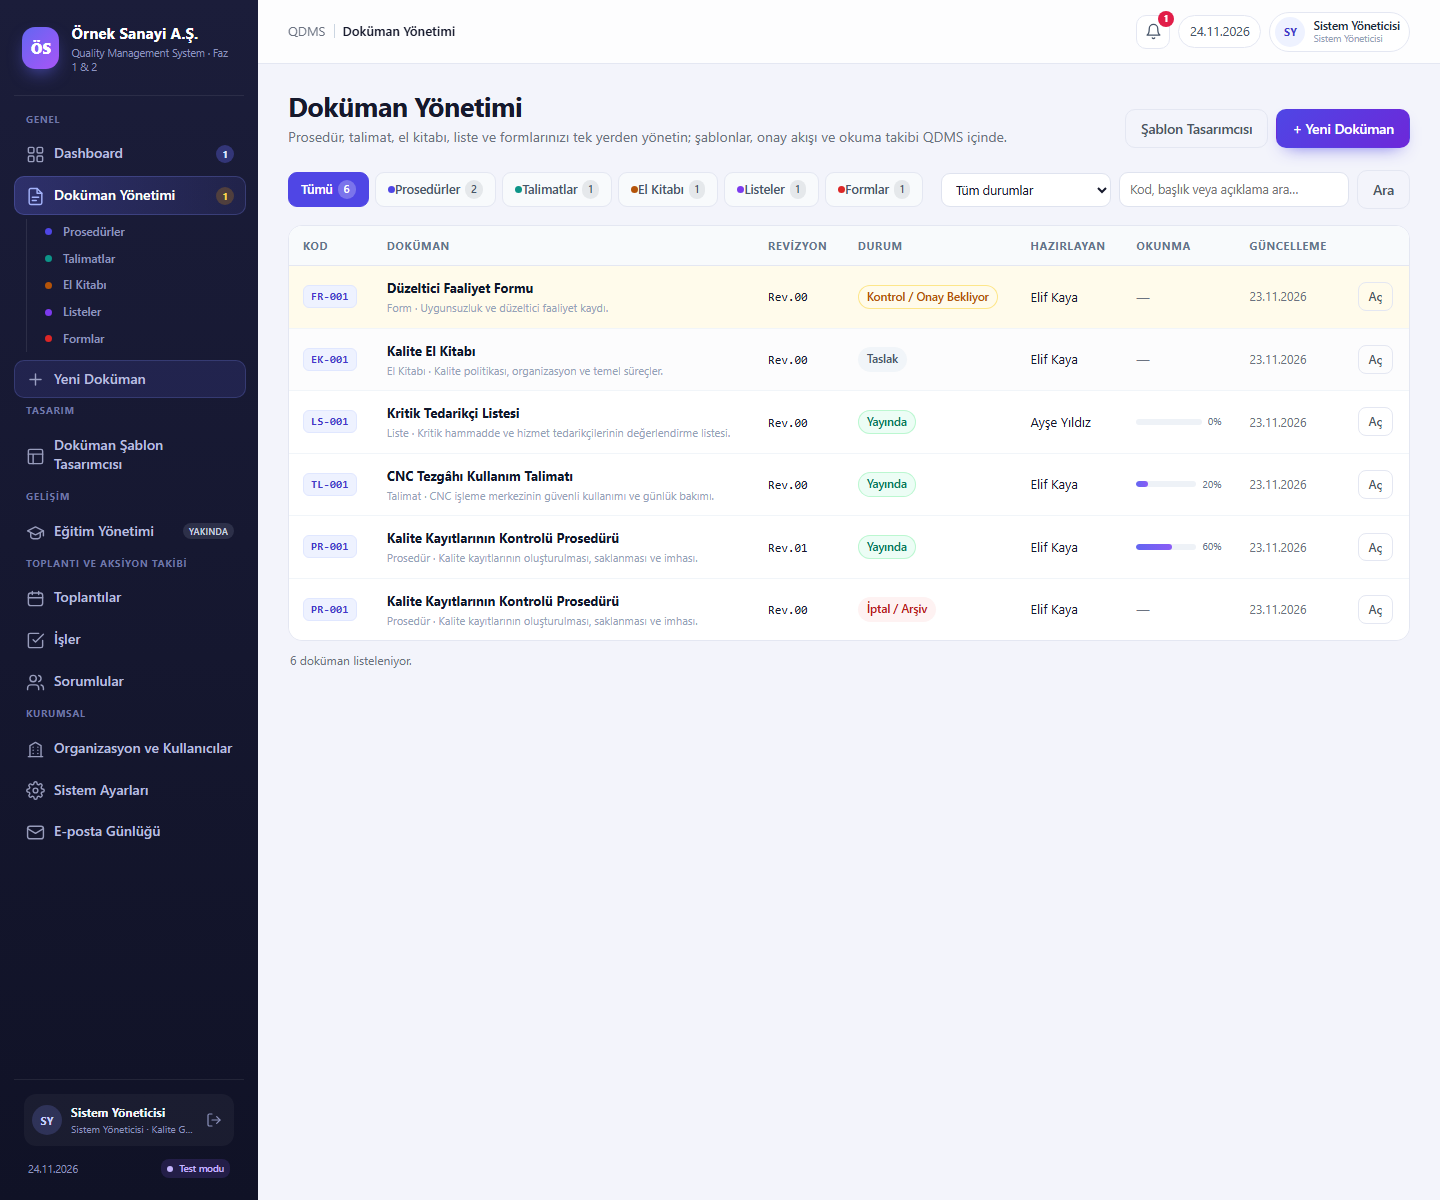 ÖS
Örnek Sanayi A.Ş.
Quality Management System · Faz
1 & 2
GENEL
Dashboard 1
Doküman Yönetimi 1
Prosedürler
Talimatlar
El Kitabı
Listeler
Formlar
Yeni Doküman
TASARIM
Doküman Şablon
Tasarımcısı
GELİŞİM
Eğitim Yönetimi YAKINDA
TOPLANTI VE AKSİYON TAKİBİ
Toplantılar
İşler
Sorumlular
KURUMSAL
Organizasyon ve Kullanıcılar
Sistem Ayarları
E-posta Günlüğü
SY
Sistem Yöneticisi
Sistem Yöneticisi · Kalite G...
24.11.2026 Test modu
QDMS Doküman Yönetimi
1
24.11.2026
SY
Sistem Yöneticisi
Sistem Yöneticisi
Doküman Yönetimi
Prosedür, talimat, el kitabı, liste ve formlarınızı tek yerden yönetin; şablonlar, onay akışı ve okuma takibi QDMS içinde.
Şablon Tasarımcısı + Yeni Doküman
Tümü 6 Prosedürler 2 Talimatlar 1 El Kitabı 1 Listeler 1 Formlar 1 Tüm durumlar Kod, başlık veya açıklama ara... Ara
KOD DOKÜMAN REVİZYON DURUM HAZIRLAYAN OKUNMA GÜNCELLEME
FR-001 Düzeltici Faaliyet Formu Rev.00 Kontrol / Onay Bekliyor Elif Kaya — 23.11.2026 Aç
Form · Uygunsuzluk ve düzeltici faaliyet kaydı.
EK-001 Kalite El Kitabı Rev.00 Taslak Elif Kaya — 23.11.2026 Aç
El Kitabı · Kalite politikası, organizasyon ve temel süreçler.
LS-001 Kritik Tedarikçi Listesi Rev.00 Yayında Ayşe Yıldız 0% 23.11.2026 Aç
Liste · Kritik hammadde ve hizmet tedarikçilerinin değerlendirme listesi.
TL-001 CNC Tezgâhı Kullanım Talimatı Rev.00 Yayında Elif Kaya 20% 23.11.2026 Aç
Talimat · CNC işleme merkezinin güvenli kullanımı ve günlük bakımı.
PR-001 Kalite Kayıtlarının Kontrolü Prosedürü Rev.01 Yayında Elif Kaya 60% 23.11.2026 Aç
Prosedür · Kalite kayıtlarının oluşturulması, saklanması ve imhası.
PR-001 Kalite Kayıtlarının Kontrolü Prosedürü Rev.00 İptal / Arşiv Elif Kaya — 23.11.2026 Aç
Prosedür · Kalite kayıtlarının oluşturulması, saklanması ve imhası.
6 doküman listeleniyor.